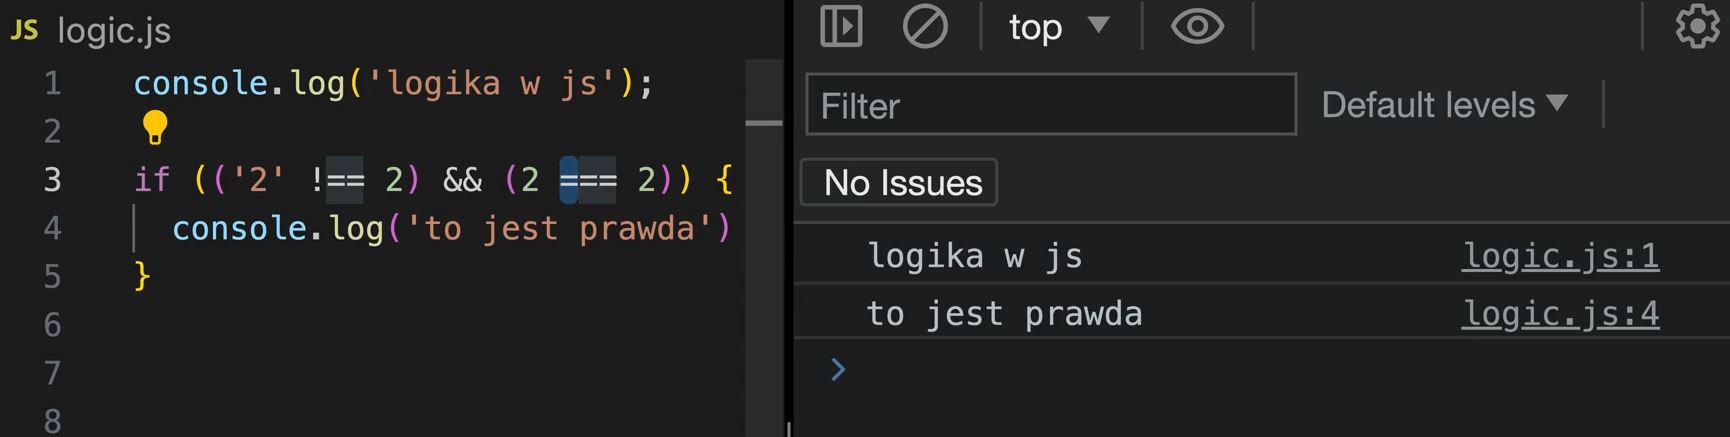 JS logic.js
1 console.log('logika w js');
2
3 if (('2' !== 2) && (2 === 2)) {
4 console.log('to jest prawda')
5 }
6
7
8
top
Filter Default levels
No Issues
logika w js logic.js:1
to jest prawda logic.js:4